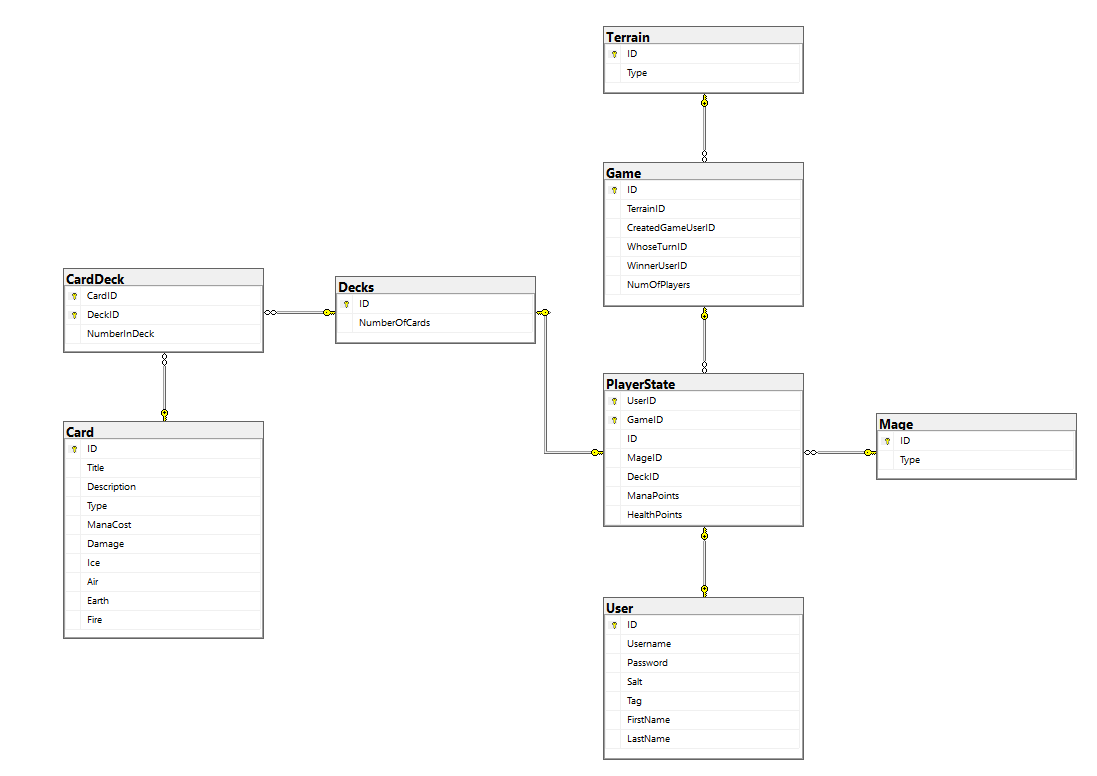 Terrain
ID
Type
Game
ID
TerrainID
CreatedGameUserID
WhoseTurnID
WinnerUserID
NumOfPlayers
CardDeck
CardID
DeckID
NumberInDeck
Decks
ID
NumberOfCards
PlayerState
UserID
GameID
ID
MageID
DeckID
ManaPoints
HealthPoints
Mage
ID
Type
Card
ID
Title
Description
Type
ManaCost
Damage
Ice
Air
Earth
Fire
User
ID
Username
Password
Salt
Tag
FirstName
LastName